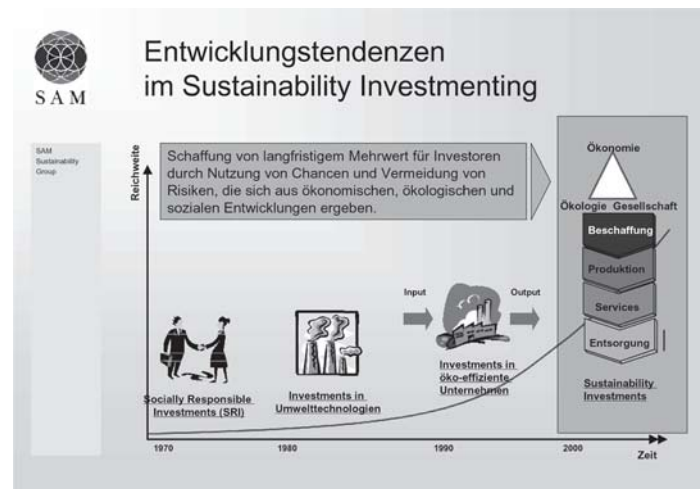 Entwicklungstendenzen
im Sustainability Investmenting
SAM
SAM
Sustainability
Group
Reichweite
Schaffung von langfristigem Mehrwert für Investoren
durch Nutzung von Chancen und Vermeidung von
Risiken, die sich aus ökonomischen, ökologischen und
sozialen Entwicklungen ergeben.
Ökonomie
Ökologie Gesellschaft
Beschaffung
Produktion
Services
Entsorgung
Sustainability
Investments
Input
Output
Socially Responsible
Investments (SRI)
Investments in
Umwelttechnologien
Investments in
öko-effiziente
Unternehmen
1970
1980
1990
2000
Zeit